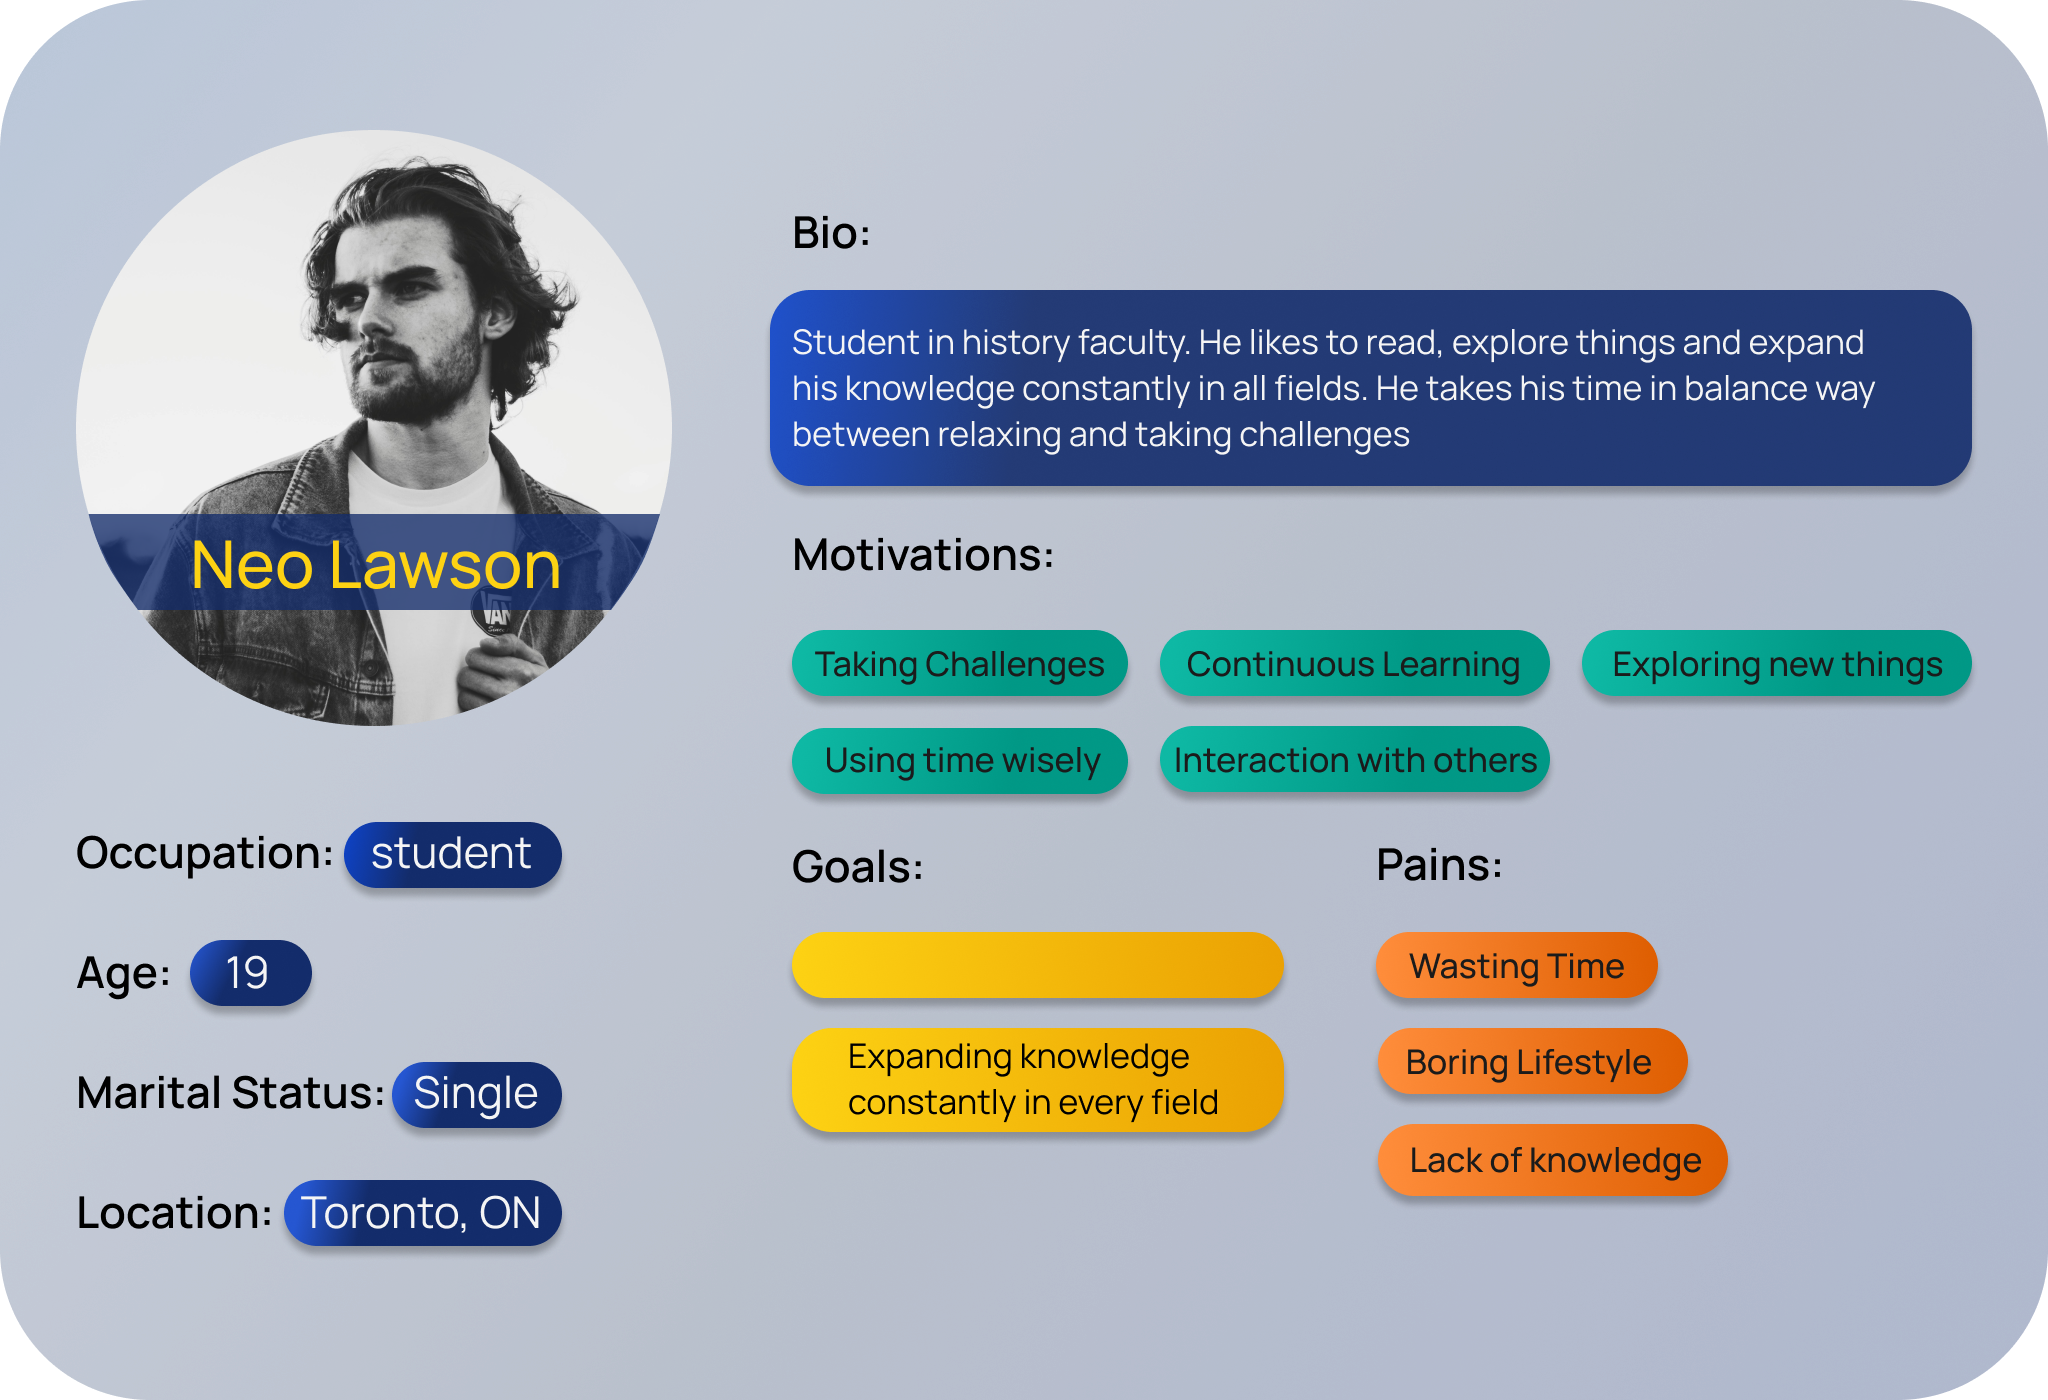 Neo Lawson
VAN
Occupation: student
Age: 19
Marital Status: Single
Location: Toronto, ON
Bio:
Student in history faculty. He likes to read, explore things and expand
his knowledge constantly in all fields. He takes his time in balance way
between relaxing and taking challenges
Motivations:
Taking Challenges
Continuous Learning
Exploring new things
Using time wisely
Interaction with others
Goals:
Expanding knowledge
constantly in every field
Pains:
Wasting Time
Boring Lifestyle
Lack of knowledge